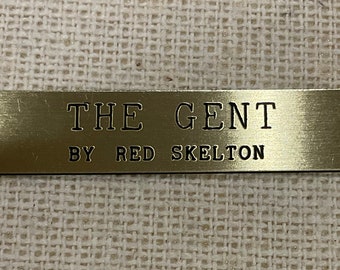 THE GENT
BY RED SKELTON